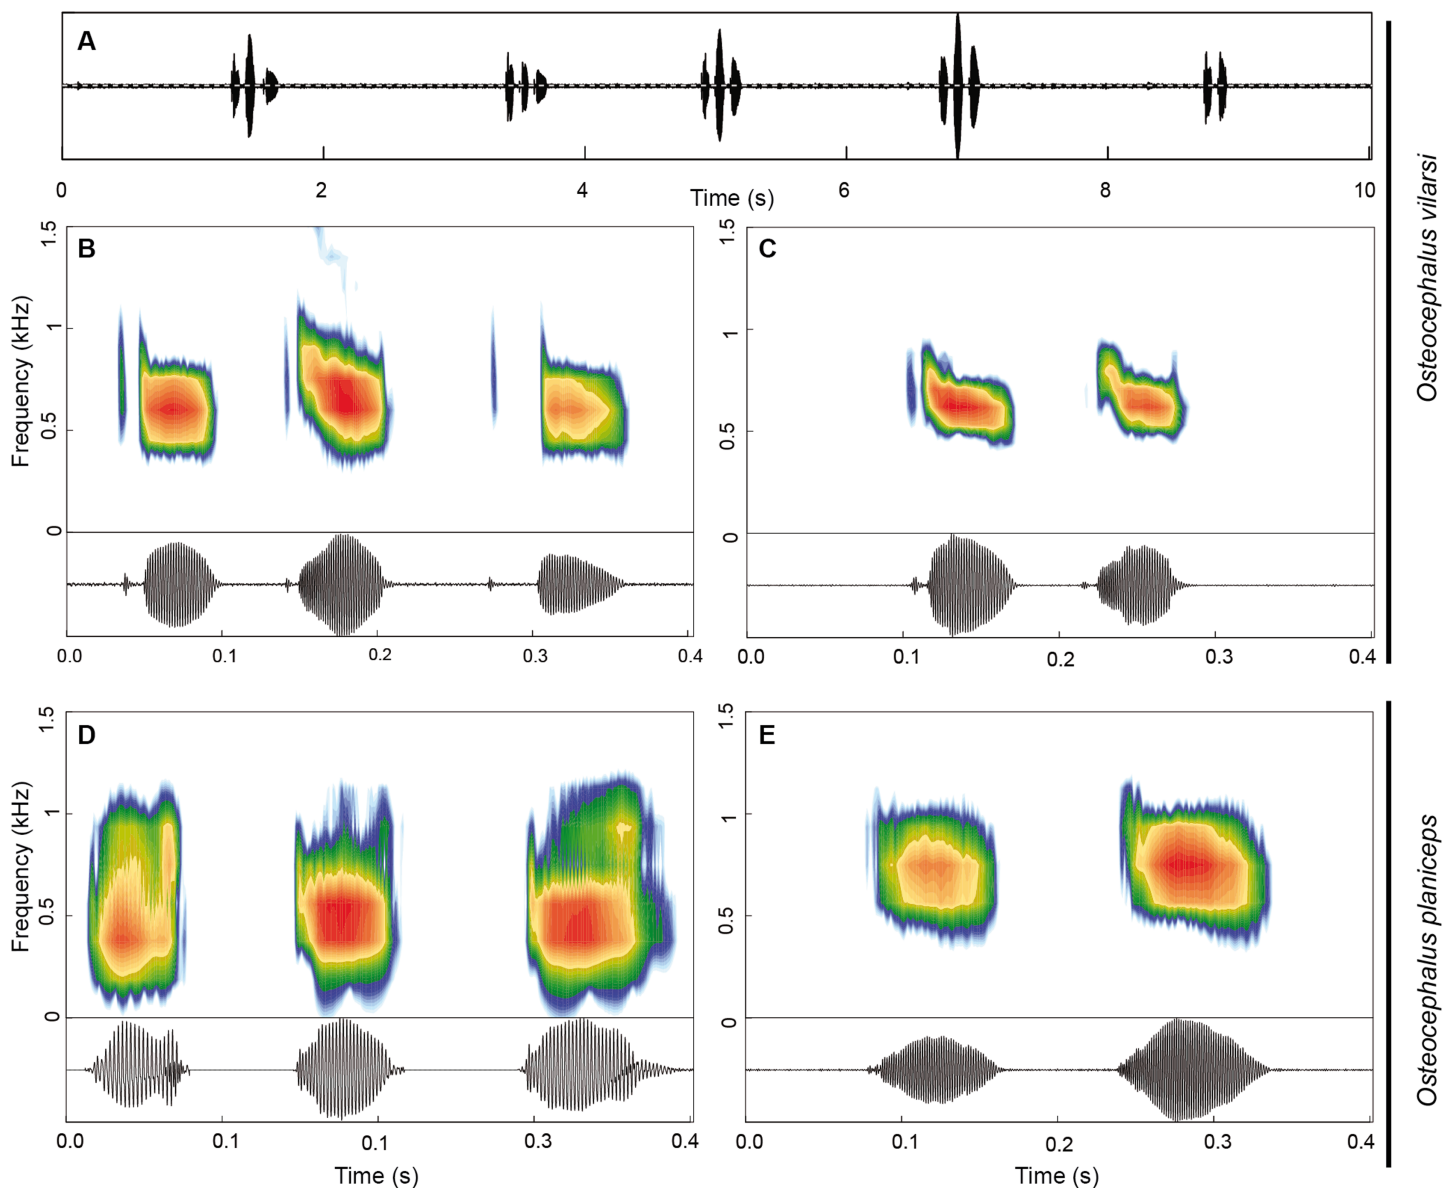 A
0 2 4 6 8 10
Time (s)
Osteocephalus vilarsi
B
1.5
1
0.5
0
Frequency (kHz)
0.0 0.1 0.2 0.3 0.4
C
1.5
1
0.5
0
0.0 0.1 0.2 0.3 0.4
D
1.5
1
0.5
0
Frequency (kHz)
0.0 0.1 0.1 0.3 0.4
Time (s)
E
1.5
1
0.5
0
0.0 0.1 0.2 0.3 0.4
Time (s)
Osteocephalus planiceps